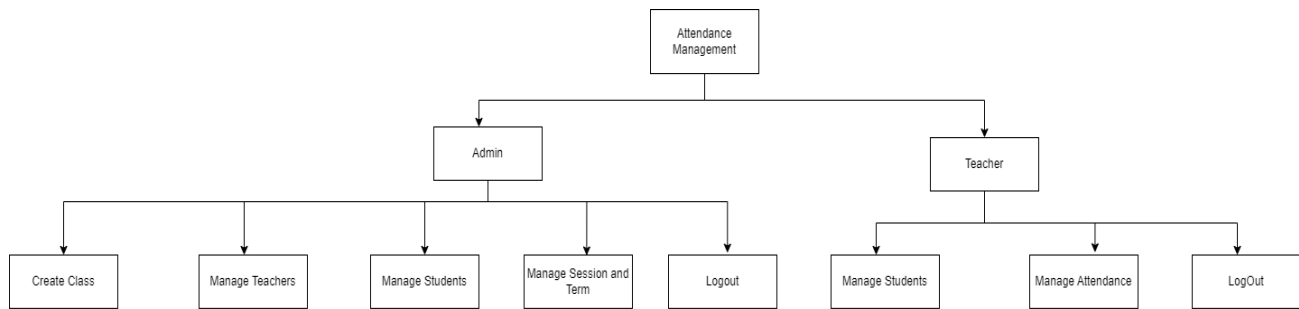 Attendance
Management
Admin
Teacher
Create Class
Manage Teachers
Manage Students
Manage Session and
Term
Logout
Manage Students
Manage Attendance
LogOut